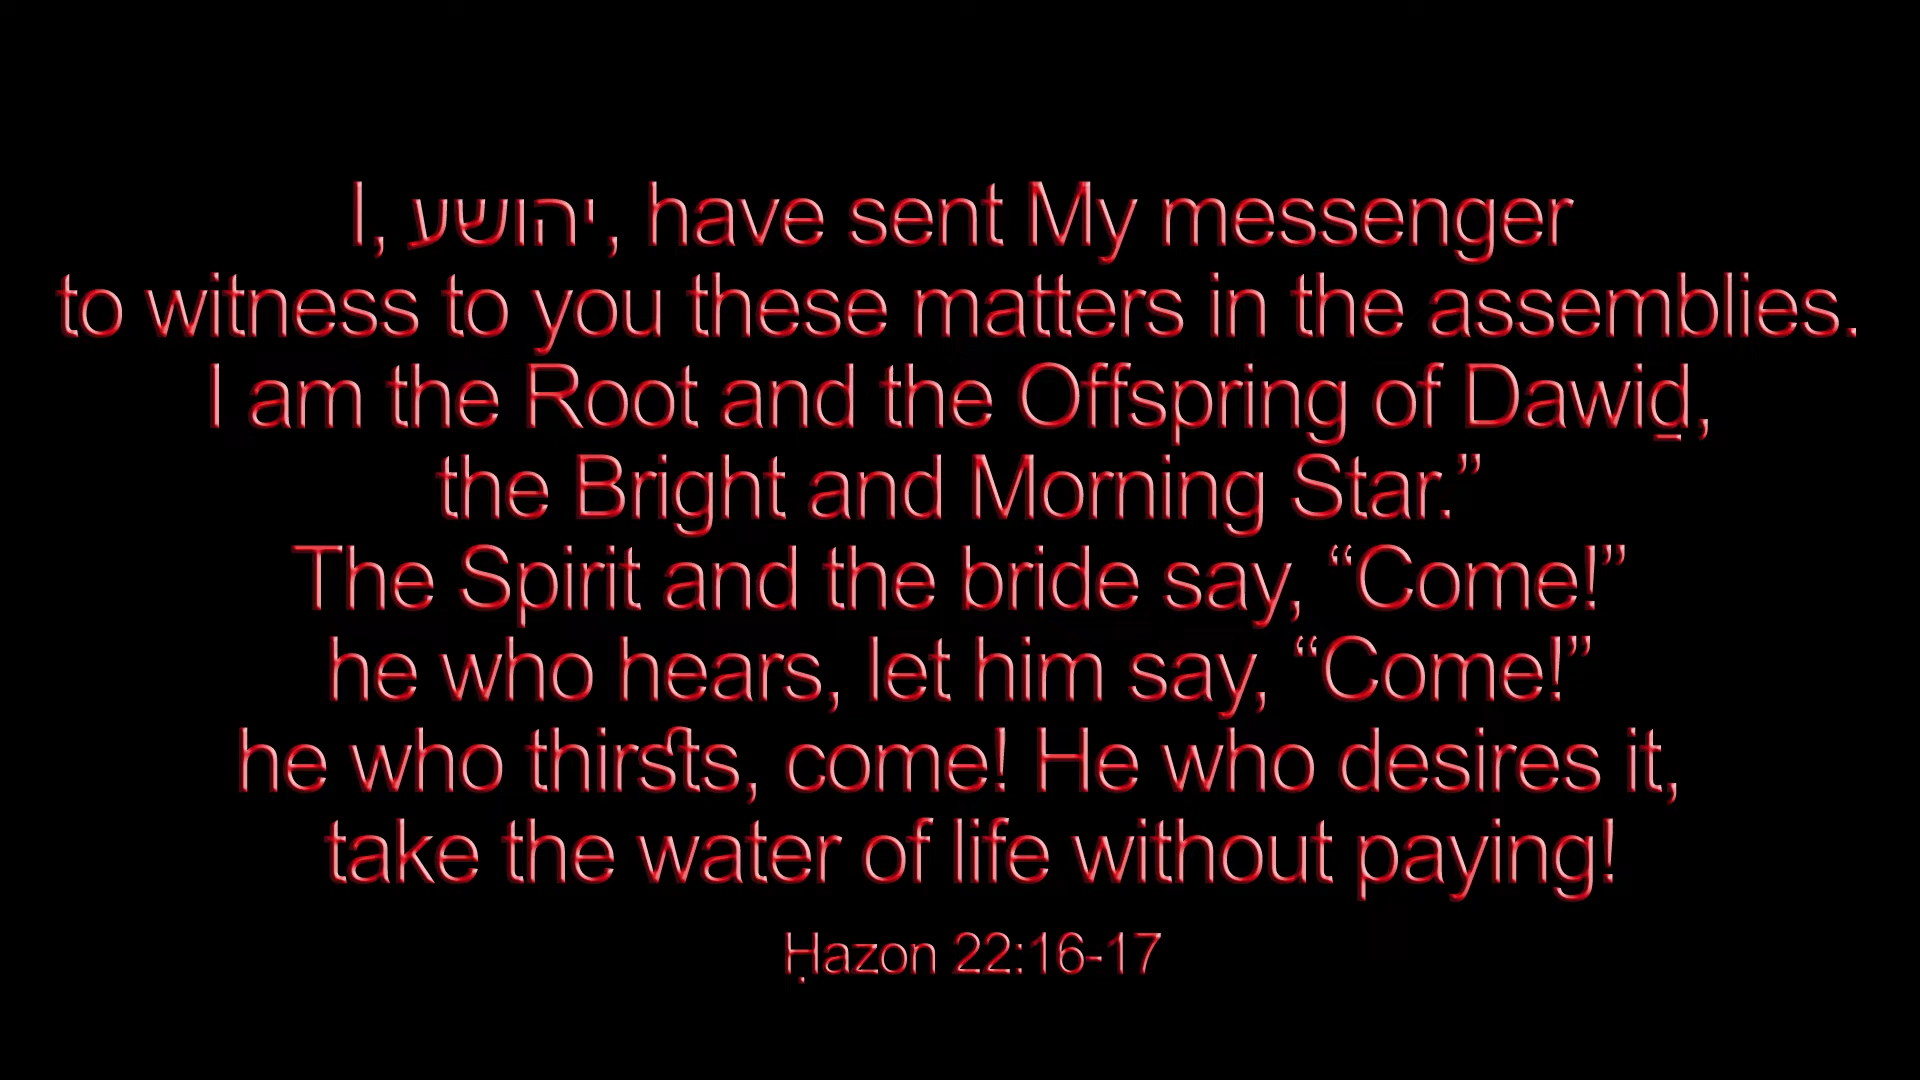 I, יהושע, have sent My messenger
to witness to you these matters in the assemblies.
I am the Root and the Offspring of Dawiḏ,
the Bright and Morning Star.”
The Spirit and the bride say, “Come!”
he who hears, let him say, “Come!”
he who thirsts, come! He who desires it,
take the water of life without paying!
Ḥazon 22:16-17